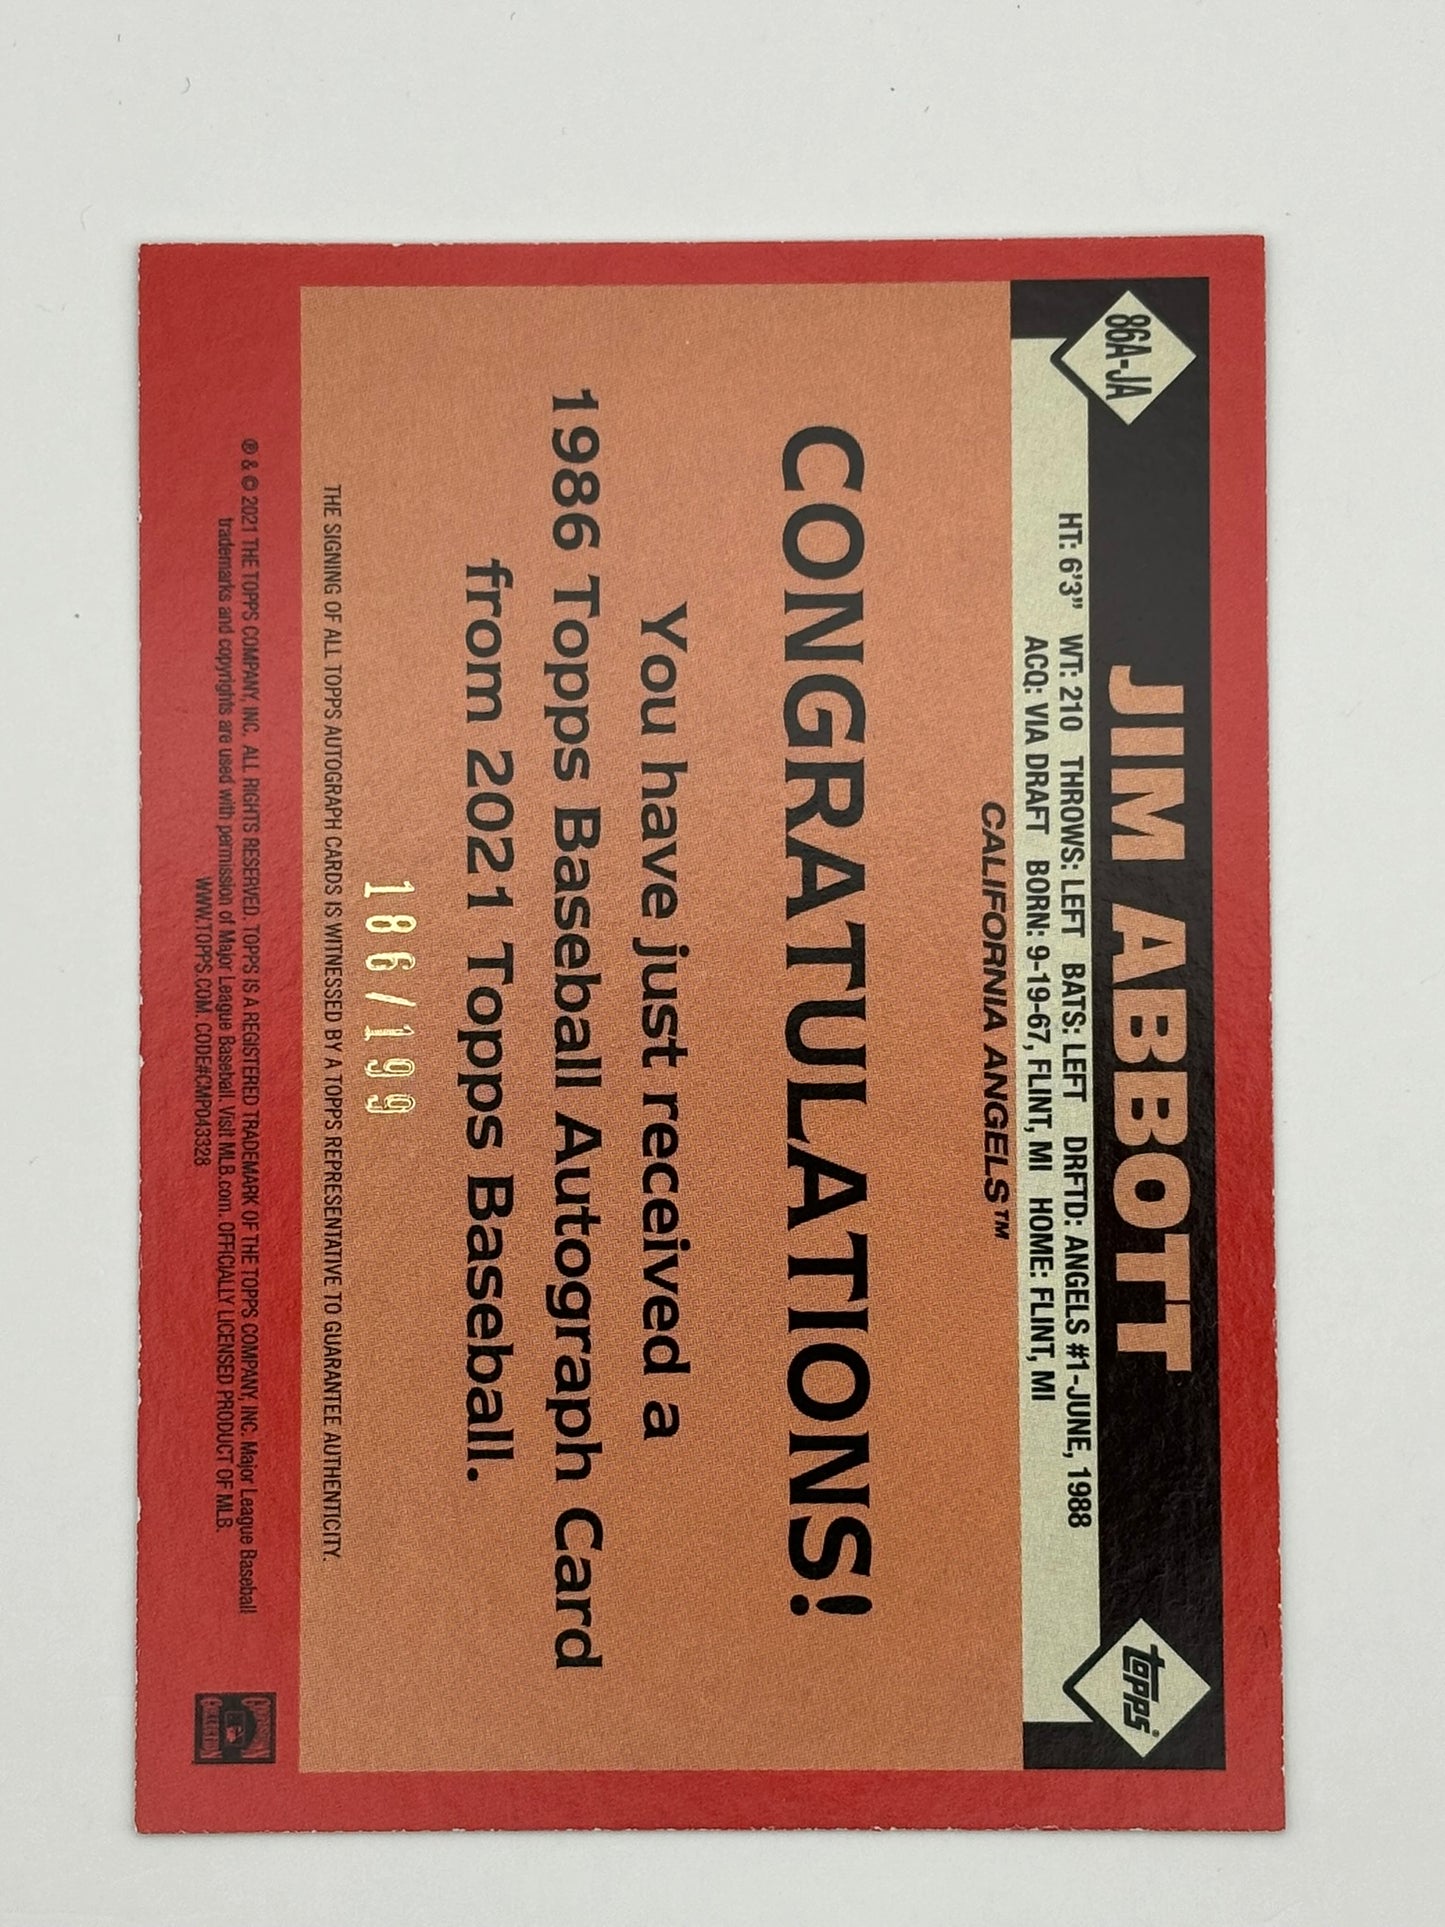 86A-JA
JIM ABBOTT
topps®
HT: 6'3" WT: 210 THROWS: LEFT BATS: LEFT DRFTD: ANGELS #1-JUNE, 1988
ACQ: VIA DRAFT BORN: 9-19-67, FLINT, MI HOME: FLINT, MI
CALIFORNIA ANGELS™
CONGRATULATIONS!
You have just received a
1986 Topps Baseball Autograph Card
from 2021 Topps Baseball.
186/199
THE SIGNING OF ALL TOPPS AUTOGRAPH CARDS IS WITNESSED BY A TOPPS REPRESENTATIVE TO GUARANTEE AUTHENTICITY.
® & © 2021 THE TOPPS COMPANY, INC. ALL RIGHTS RESERVED. TOPPS IS A REGISTERED TRADEMARK OF THE TOPPS COMPANY, INC. Major League Baseball
trademarks and copyrights are used with permission of Major League Baseball. Visit MLB.com. OFFICIALLY LICENSED PRODUCT OF MLB.
WWW.TOPPS.COM. CODE#CMP043328
COOPERSTOWN
COLLECTION